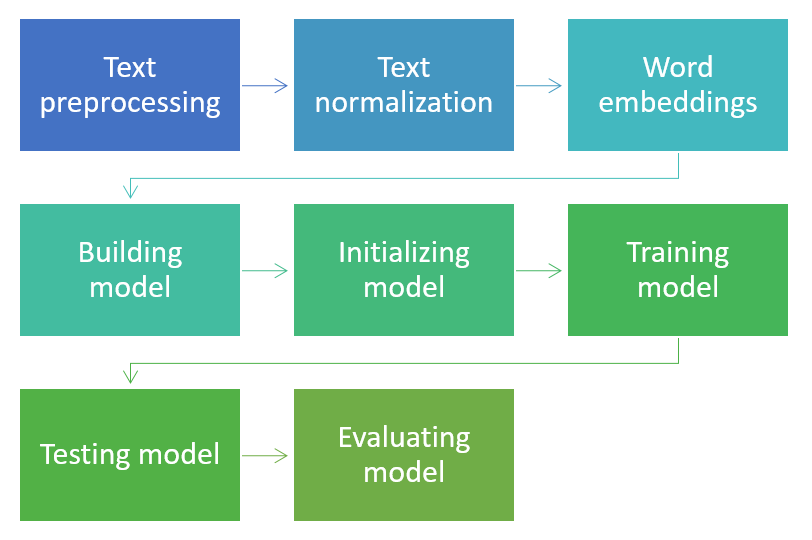 Text
preprocessing
Text
normalization
Word
embeddings
Building
model
Initializing
model
Training
model
Testing model
Evaluating
model